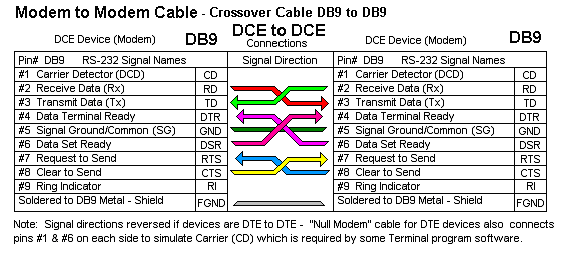 Modem to Modem Cable - Crossover Cable DB9 to DB9
DCE Device (Modem) DB9 DCE to DCE Connections DCE Device (Modem) DB9
Pin# DB9 RS-232 Signal Names Signal Direction Pin# DB9 RS-232 Signal Names
#1 Carrier Detector (DCD) CD #1 Carrier Detector (DCD) CD
#2 Receive Data (Rx) RD #2 Receive Data (Rx) RD
#3 Transmit Data (Tx) TD #3 Transmit Data (Tx) TD
#4 Data Terminal Ready DTR #4 Data Terminal Ready DTR
#5 Signal Ground/Common (SG) GND #5 Signal Ground/Common (SG) GND
#6 Data Set Ready DSR #6 Data Set Ready DSR
#7 Request to Send RTS #7 Request to Send RTS
#8 Clear to Send CTS #8 Clear to Send CTS
#9 Ring Indicator RI #9 Ring Indicator RI
Soldered to DB9 Metal - Shield FGND Soldered to DB9 Metal - Shield FGND
Note: Signal directions reversed if devices are DTE to DTE - "Null Modem" cable for DTE devices also connects
pins #1 & #6 on each side to simulate Carrier (CD) which is required by some Terminal program software.